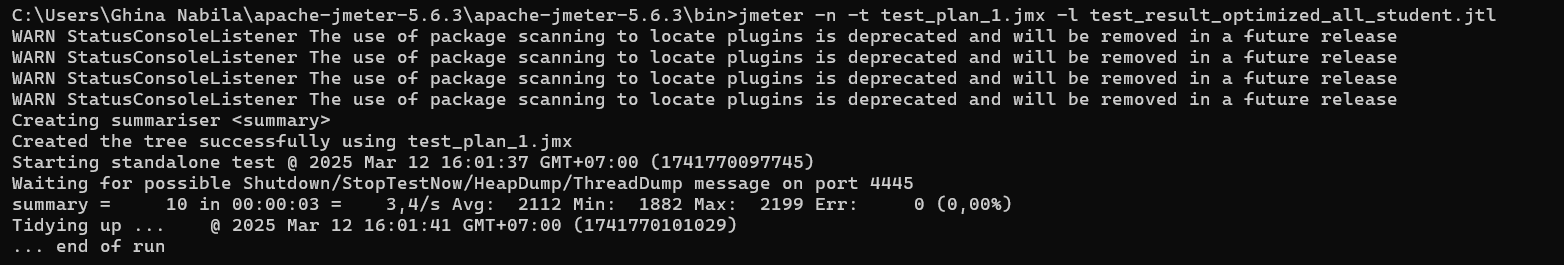 C:\Users\Ghina Nabila\apache-jmeter-5.6.3\apache-jmeter-5.6.3\bin>jmeter -n -t test_plan_1.jmx -l test_result_optimized_all_student.jtl
WARN StatusConsoleListener The use of package scanning to locate plugins is deprecated and will be removed in a future release
WARN StatusConsoleListener The use of package scanning to locate plugins is deprecated and will be removed in a future release
WARN StatusConsoleListener The use of package scanning to locate plugins is deprecated and will be removed in a future release
WARN StatusConsoleListener The use of package scanning to locate plugins is deprecated and will be removed in a future release
Creating summariser <summary>
Created the tree successfully using test_plan_1.jmx
Starting standalone test @ 2025 Mar 12 16:01:37 GMT+07:00 (1741770097745)
Waiting for possible Shutdown/StopTestNow/HeapDump/ThreadDump message on port 4445
summary =     10 in 00:00:03 =    3,4/s Avg:  2112 Min:  1882 Max:  2199 Err:     0 (0,00%)
Tidying up ...    @ 2025 Mar 12 16:01:41 GMT+07:00 (1741770101029)
... end of run